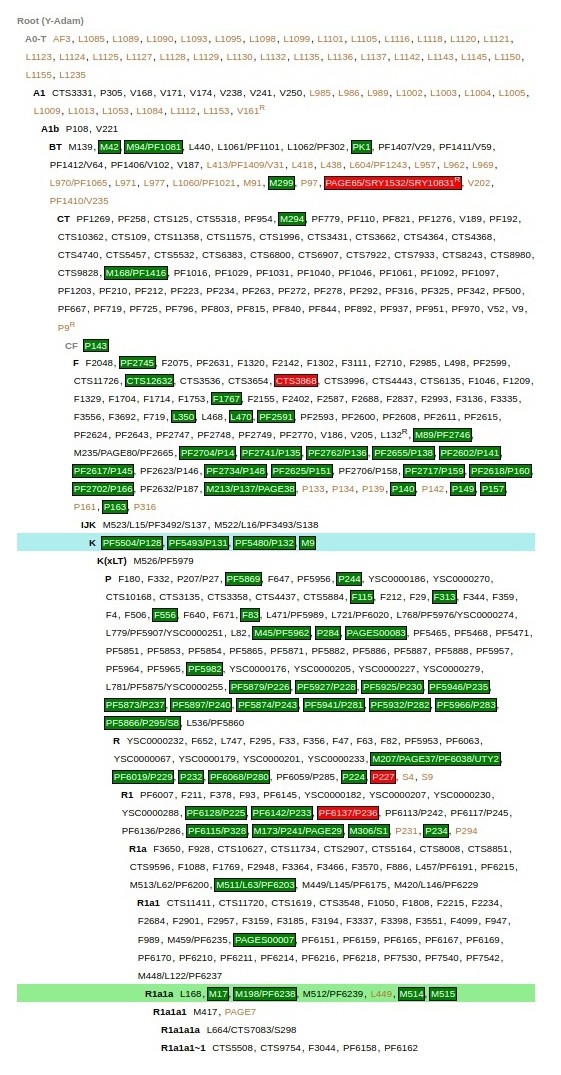 Root (Y-Adam)
A0-T AF3, L1085, L1089, L1090, L1093, L1095, L1098, L1099, L1101, L1105, L1116, L1118, L1120, L1121,
L1123, L1124, L1125, L1127, L1128, L1129, L1130, L1132, L1135, L1136, L1137, L1142, L1143, L1145, L1150,
L1155, L1235
A1 CTS3331, P305, V168, V171, V174, V238, V241, V250, L985, L986, L989, L1002, L1003, L1004, L1005,
L1009, L1013, L1053, L1084, L1112, L1153, V161R
A1b P108, V221
BT M139, M42, M94/PF1081, L440, L1061/PF1101, L1062/PF302, PK1, PF1407/V29, PF1411/V59,
PF1412/V64, PF1406/V102, V187, L413/PF1409/V31, L418, L438, L604/PF1243, L957, L962, L969,
L970/PF1065, L971, L977, L1060/PF1021, M91, M299, P97, PAGE65/SRY1532/SRY10831R, V202,
PF1410/V235
CT PF1269, PF258, CTS125, CTS5318, PF954, M294, PF779, PF110, PF821, PF1276, V189, PF192,
CTS10362, CTS109, CTS11358, CTS11575, CTS1996, CTS3431, CTS3662, CTS4364, CTS4368,
CTS4740, CTS5457, CTS5532, CTS6383, CTS6800, CTS6907, CTS7922, CTS7933, CTS8243, CTS8980,
CTS9828, M168/PF1416, PF1016, PF1029, PF1031, PF1040, PF1046, PF1061, PF1092, PF1097,
PF1203, PF210, PF212, PF223, PF234, PF263, PF272, PF278, PF292, PF316, PF325, PF342, PF500,
PF667, PF719, PF725, PF796, PF803, PF815, PF840, PF844, PF892, PF937, PF951, PF970, V52, V9,
P9R
CF P143
F F2048, PF2745, F2075, PF2631, F1320, F2142, F1302, F3111, F2710, F2985, L498, PF2599,
CTS11726, CTS12632, CTS3536, CTS3654, CTS3868, CTS3996, CTS4443, CTS6135, F1046, F1209,
F1329, F1704, F1714, F1753, F1767, F2155, F2402, F2587, F2688, F2837, F2993, F3136, F3335,
F3556, F3692, F719, L350, L468, L470, PF2591, PF2593, PF2600, PF2608, PF2611, PF2615,
PF2624, PF2643, PF2747, PF2748, PF2749, PF2770, V186, V205, L132R, M89/PF2746,
M235/PAGE80/PF2665, PF2704/P14, PF2741/P135, PF2762/P136, PF2655/P138, PF2602/P141,
PF2617/P145, PF2623/P146, PF2734/P148, PF2625/P151, PF2706/P158, PF2717/P159, PF2618/P160,
PF2702/P166, PF2632/P187, M213/P137/PAGE38, P133, P134, P139, P140, P142, P149, P157,
P161, P163, P316
IJK M523/L15/PF3492/S137, M522/L16/PF3493/S138
K PF5504/P128, PF5493/P131, PF5480/P132, M9
K(xLT) M526/PF5979
P F180, F332, P207/P27, PF5869, F647, PF5956, P244, YSC0000186, YSC0000270,
CTS10168, CTS3135, CTS3358, CTS4437, CTS5884, F115, F212, F29, F313, F344, F359,
F4, F506, F556, F640, F671, F83, L471/PF5989, L721/PF6020, L768/PF5976/YSC0000274,
L779/PF5907/YSC0000251, L82, M45/PF5962, P284, PAGES00083, PF5465, PF5468, PF5471,
PF5851, PF5853, PF5854, PF5865, PF5871, PF5882, PF5886, PF5887, PF5888, PF5957,
PF5964, PF5965, PF5982, YSC0000176, YSC0000205, YSC0000227, YSC0000279,
L781/PF5875/YSC0000255, PF5879/P226, PF5927/P228, PF5925/P230, PF5946/P235,
PF5873/P237, PF5897/P240, PF5874/P243, PF5941/P281, PF5932/P282, PF5966/P283,
PF5866/P295/S8, L536/PF5860
R YSC0000232, F652, L747, F295, F33, F356, F47, F63, F82, PF5953, PF6063,
YSC0000067, YSC0000179, YSC0000201, YSC0000233, M207/PAGE37/PF6038/UTY2,
PF6019/P229, P232, PF6068/P280, PF6059/P285, P224, P227, S4, S9
R1 PF6007, F211, F378, F93, PF6145, YSC0000182, YSC0000207, YSC0000230,
YSC0000288, PF6128/P225, PF6142/P233, PF6137/P236, PF6113/P242, PF6117/P245,
PF6136/P286, PF6115/P328, M173/P241/PAGE29, M306/S1, P231, P234, P294
R1a F3650, F928, CTS10627, CTS11734, CTS2907, CTS5164, CTS8008, CTS8851,
CTS9596, F1088, F1769, F2948, F3364, F3466, F3570, F886, L457/PF6191, PF6215,
M513/L62/PF6200, M511/L63/PF6203, M449/L145/PF6175, M420/L146/PF6229
R1a1 CTS11411, CTS11720, CTS1619, CTS3548, F1050, F1808, F2215, F2234,
F2684, F2901, F2957, F3159, F3185, F3194, F3337, F3398, F3551, F4099, F947,
F989, M459/PF6235, PAGES00007, PF6151, PF6159, PF6165, PF6167, PF6169,
PF6170, PF6210, PF6211, PF6214, PF6216, PF6218, PF7530, PF7540, PF7542,
M448/L122/PF6237
R1a1a L168, M17, M198/PF6238, M512/PF6239, L449, M514, M515
R1a1a1 M417, PAGE7
R1a1a1a L664/CTS7083/S298
R1a1a1~1 CTS5508, CTS9754, F3044, PF6158, PF6162